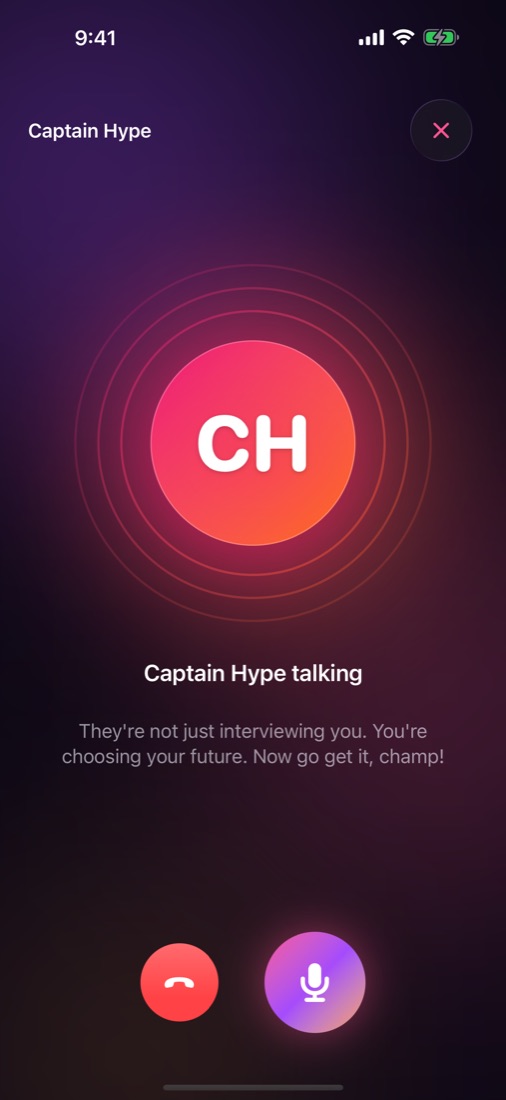 9:41
Captain Hype
CH
Captain Hype talking
They're not just interviewing you. You're
choosing your future. Now go get it, champ!